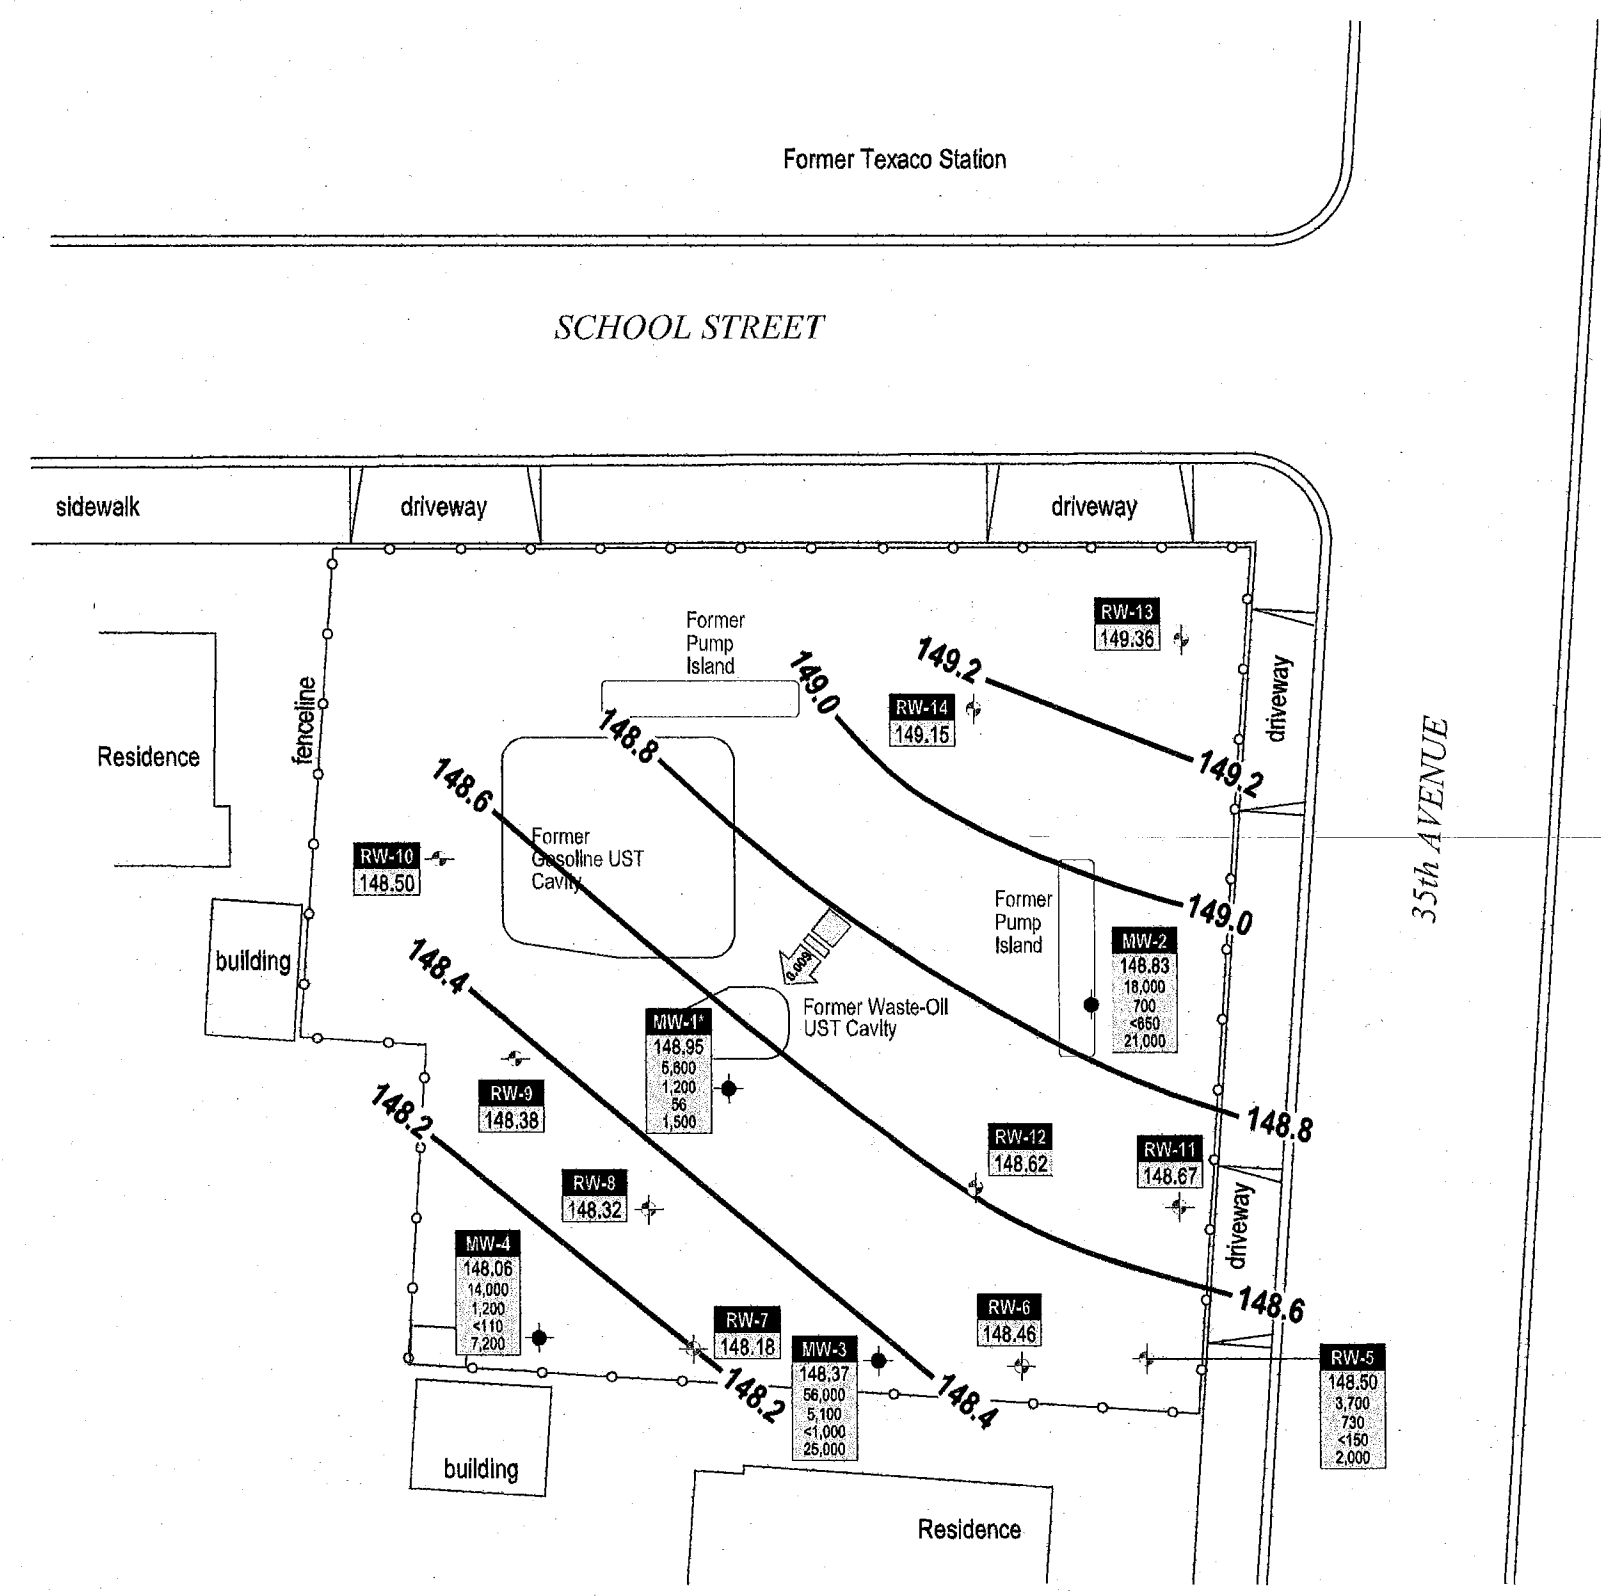 Former Texaco Station
SCHOOL STREET
sidewalk
driveway
driveway
RW-13
149.36
Former
Pump
Island
149.2
149.0
RW-14
149.15
driveway
fenceline
148.8
149.2
Residence
148.6
35th AVENUE
Former
Gasoline UST
Cavity
RW-10
148.50
Former
Pump
Island
149.0
MW-2
148.83
18,000
700
<650
21,000
building
148.4
0.009
Former Waste-Oil
UST Cavity
MW-1*
148.95
6,600
1,200
56
1,500
RW-9
148.38
148.2
148.8
RW-12
148.62
RW-11
148.67
RW-8
148.32
driveway
MW-4
148.06
14,000
1,200
<110
7,200
148.6
RW-6
148.46
RW-7
148.18
MW-3
148.37
56,000
5,100
<1,000
25,000
RW-5
148.50
3,700
730
<150
2,000
148.2
148.4
building
Residence